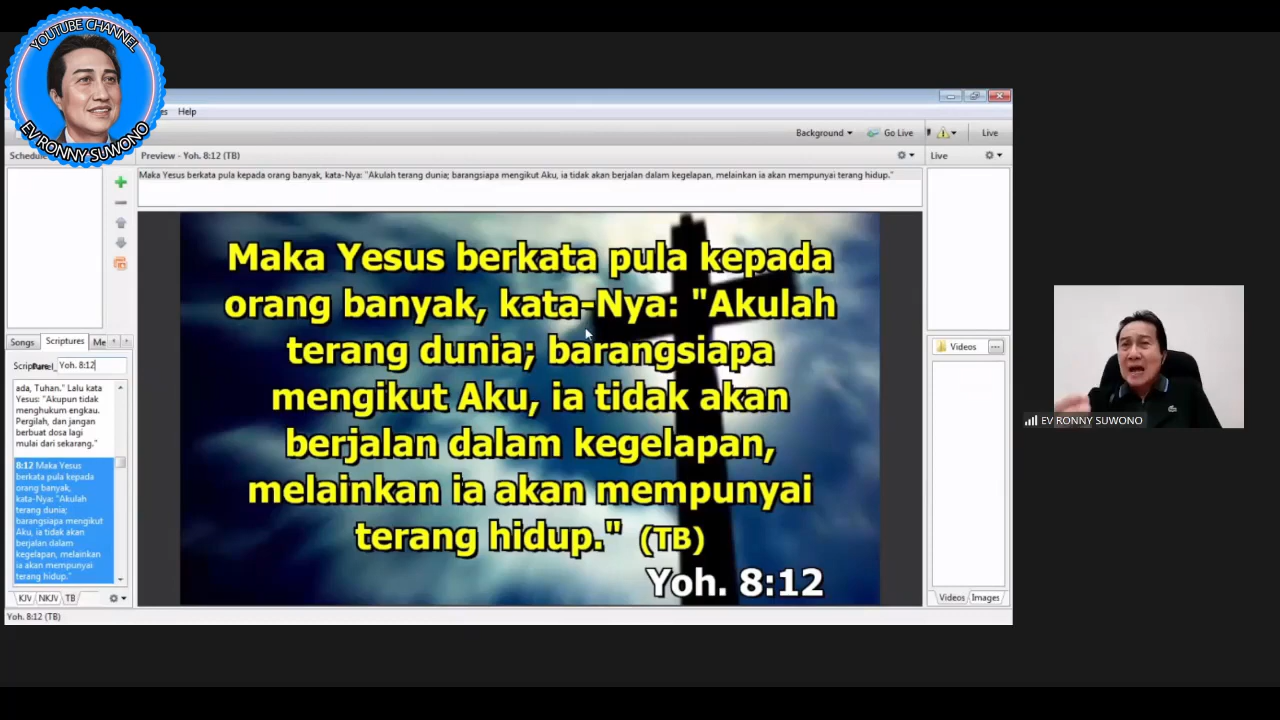 YOUTUBE CHANNEL
EV RONNY SUWONO
Help
Background
Go Live
Live
Preview - Yoh. 8:12 (TB)
Live
Maka Yesus berkata pula kepada orang banyak, kata-Nya: "Akulah terang dunia; barangsiapa mengikut Aku, ia tidak akan berjalan dalam kegelapan, melainkan ia akan mempunyai terang hidup."
Maka Yesus berkata pula kepada
orang banyak, kata-Nya: "Akulah
terang dunia; barangsiapa
mengikut Aku, ia tidak akan
berjalan dalam kegelapan,
melainkan ia akan mempunyai
terang hidup." (TB)
Yoh. 8:12
Songs
Scriptures
Me
Yoh. 8:12
ada, Tuhan." Lalu kata
Yesus: "Akupun tidak
menghukum engkau.
Pergilah, dan jangan
berbuat dosa lagi
mulai dari sekarang."
8:12 Maka Yesus
berkata pula kepada
orang banyak,
kata-Nya: "Akulah
terang dunia;
barangsiapa mengikut
Aku, ia tidak akan
berjalan dalam
kegelapan, melainkan
ia akan mempunyai
terang hidup."
KJV
NKJV
TB
Yoh. 8:12 (TB)
Videos
Videos
Images
EV RONNY SUWONO